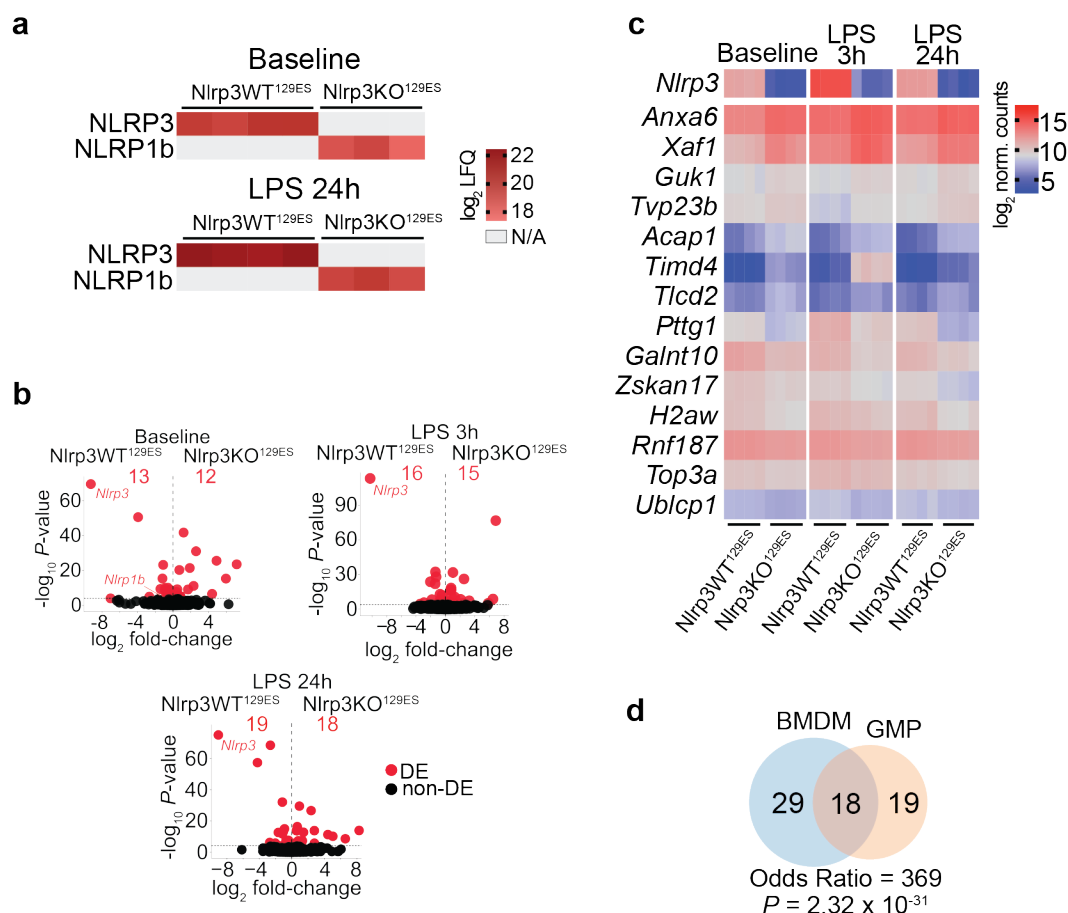 a
Baseline
Nlrp3WT129ES Nlrp3KO129ES
NLRP3
NLRP1b
LPS 24h
Nlrp3WT129ES Nlrp3KO129ES
NLRP3
NLRP1b
log2 LFQ
22
20
18
N/A
b
Baseline
Nlrp3WT129ES Nlrp3KO129ES
13 12
Nlrp3
Nlrp1b
-log10 P-value
60
40
20
0
−8 −4 0 4 8
log2 fold-change
LPS 3h
Nlrp3WT129ES Nlrp3KO129ES
16 15
Nlrp3
-log10 P-value
90
60
30
0
−8 −4 0 4 8
log2 fold-change
LPS 24h
Nlrp3WT129ES Nlrp3KO129ES
19 18
Nlrp3
-log10 P-value
60
40
20
0
−8 −4 0 4 8
log2 fold-change
DE
non-DE
c
Baseline LPS 3h LPS 24h
Nlrp3
Anxa6
Xaf1
Guk1
Tvp23b
Acap1
Timd4
Tlcd2
Pttg1
Galnt10
Zskan17
H2aw
Rnf187
Top3a
Ublcp1
Nlrp3WT129ES Nlrp3KO129ES Nlrp3WT129ES Nlrp3KO129ES Nlrp3WT129ES Nlrp3KO129ES
log2 norm. counts
15
10
5
d
BMDM GMP
29 18 19
Odds Ratio = 369
P = 2.32 x 10-31